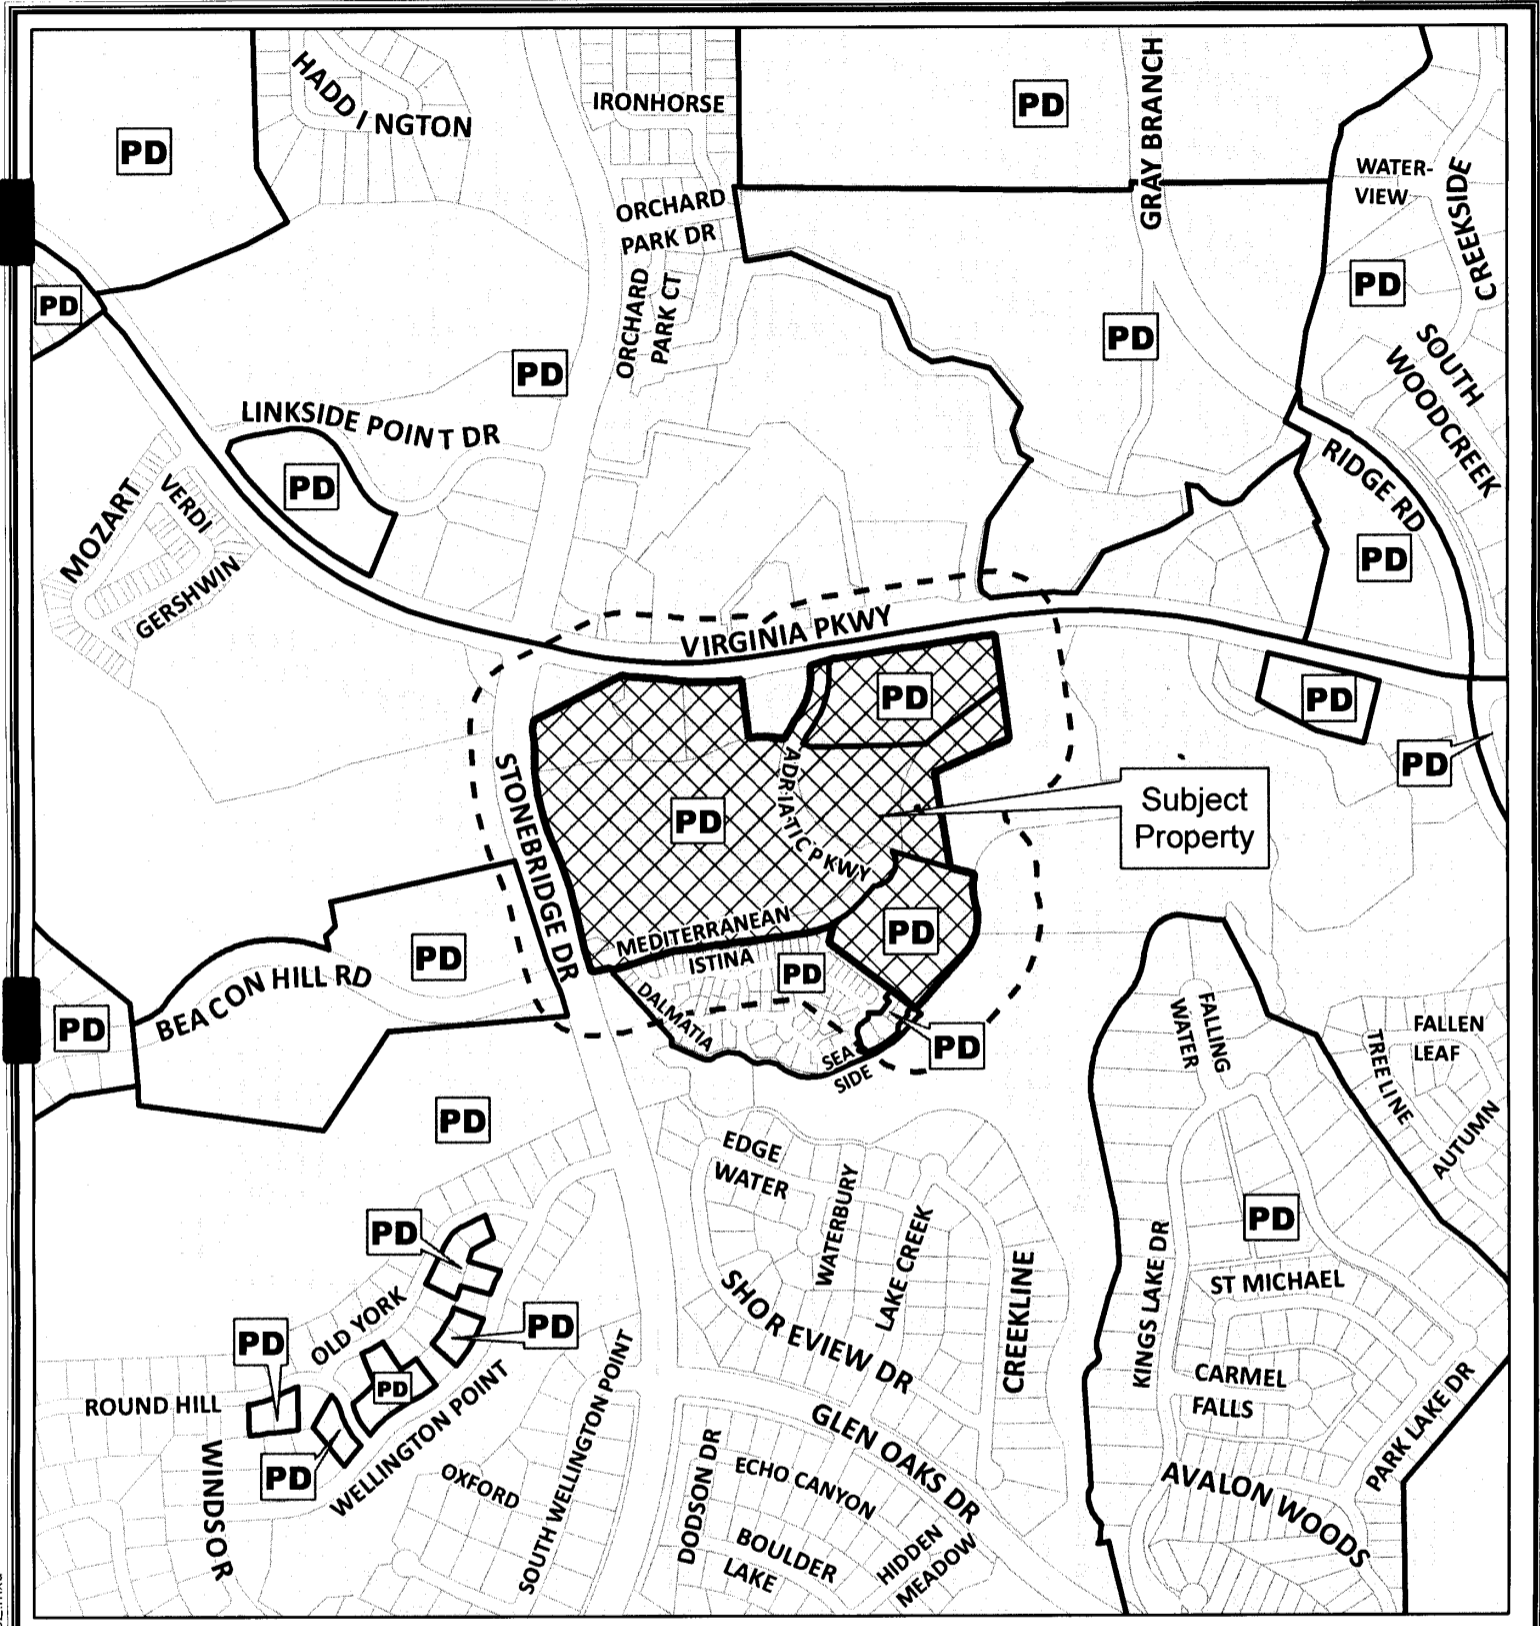 HADDINGTON
IRONHORSE
PD
PD
GRAY BRANCH
WATER-
VIEW
CREEKSIDE
ORCHARD
PARK DR
PD
PD
ORCHARD
PARK CT
PD
PD
SOUTH
WOODCREEK
LINKSIDE POINT DR
PD
RIDGE RD
MOZART
VERDI
GERSHWIN
PD
VIRGINIA PKWY
PD
PD
PD
STONEBRIDGE DR
ADRIATIC PKWY
PD
Subject
Property
MEDITERRANEAN
ISTINA
PD
PD
PD
BEACON HILL RD
PD
DALMATIA
SEA
SIDE
PD
FALLING
WATER
FALLEN
LEAF
TREELINE
AUTUMN
PD
EDGE
WATER
WATERBURY
LAKE CREEK
CREEKLINE
KINGS LAKE DR
PD
ST MICHAEL
PD
OLD YORK
PD
PD
PD
SHOREVIEW DR
CARMEL
FALLS
ROUND HILL
PD
WELLINGTON POINT
SOUTH WELLINGTON POINT
GLEN OAKS DR
PARK LAKE DR
WINDSOR
OXFORD
DODSON DR
ECHO CANYON
AVALON WOODS
BOULDER
LAKE
HIDDEN
MEADOW